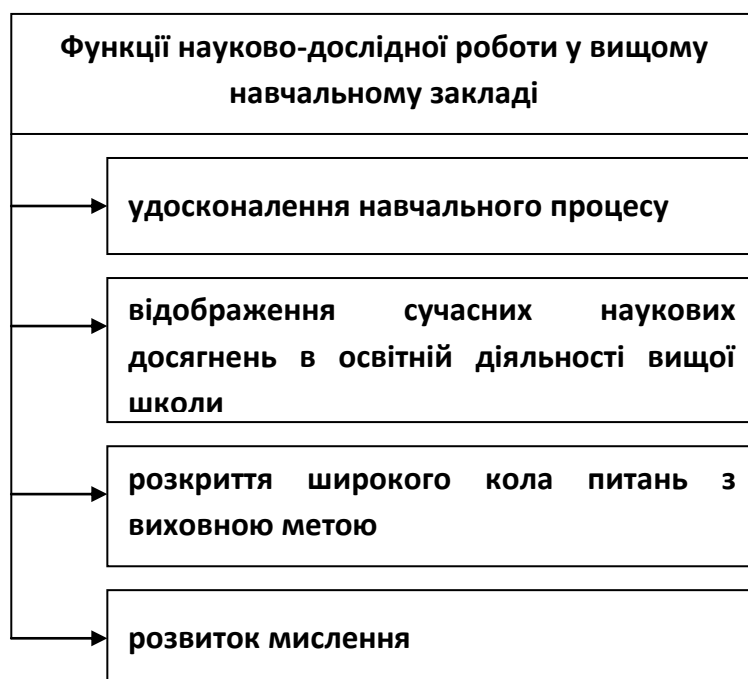 Функції науково-дослідної роботи у вищому
навчальному закладі
удосконалення навчального процесу
відображення сучасних наукових
досягнень в освітній діяльності вищої
школи
розкриття широкого кола питань з
виховною метою
розвиток мислення